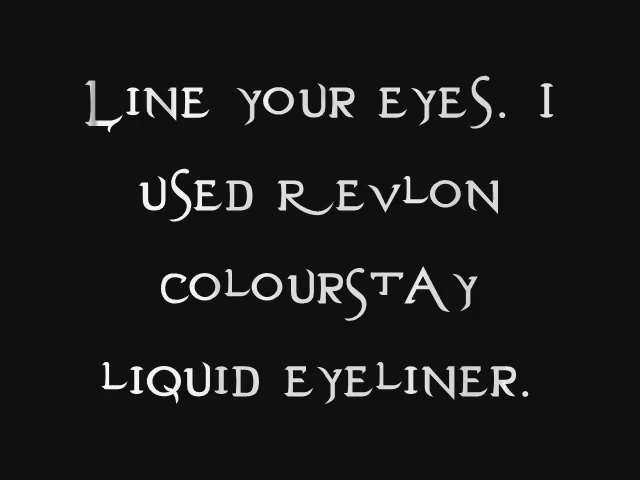 Line your eyes. I
used Revlon
colourstay
liquid eyeliner.